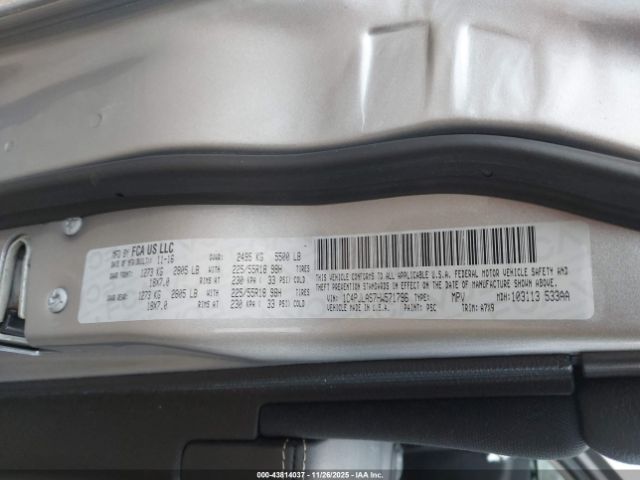 MFD BY FCA US LLC
DATE OF MFR 11-16 GVWR: 2495 KG 5500 LB
GAWR FRONT: 1273 KG 2805 LB WITH 225/55R18 98H TIRES
18X7.0 RIMS AT 230 KPA ( 33 PSI) COLD
GAWR REAR: 1273 KG 2805 LB WITH 225/55R18 98H TIRES
18X7.0 RIMS AT 230 KPA ( 33 PSI) COLD
THIS VEHICLE CONFORMS TO ALL APPLICABLE U.S.A. FEDERAL MOTOR VEHICLE SAFETY AND
THEFT PREVENTION STANDARDS IN EFFECT ON THE DATE OF MANUFACTURE SHOWN ABOVE.
VIN: TYPE: MPV MDH: 103113 533AA
VEHICLE MADE IN U.S.A. PAINT: PSC TRIM: A7X9
000-43814037 - 11/26/2025 - IAAI.COM